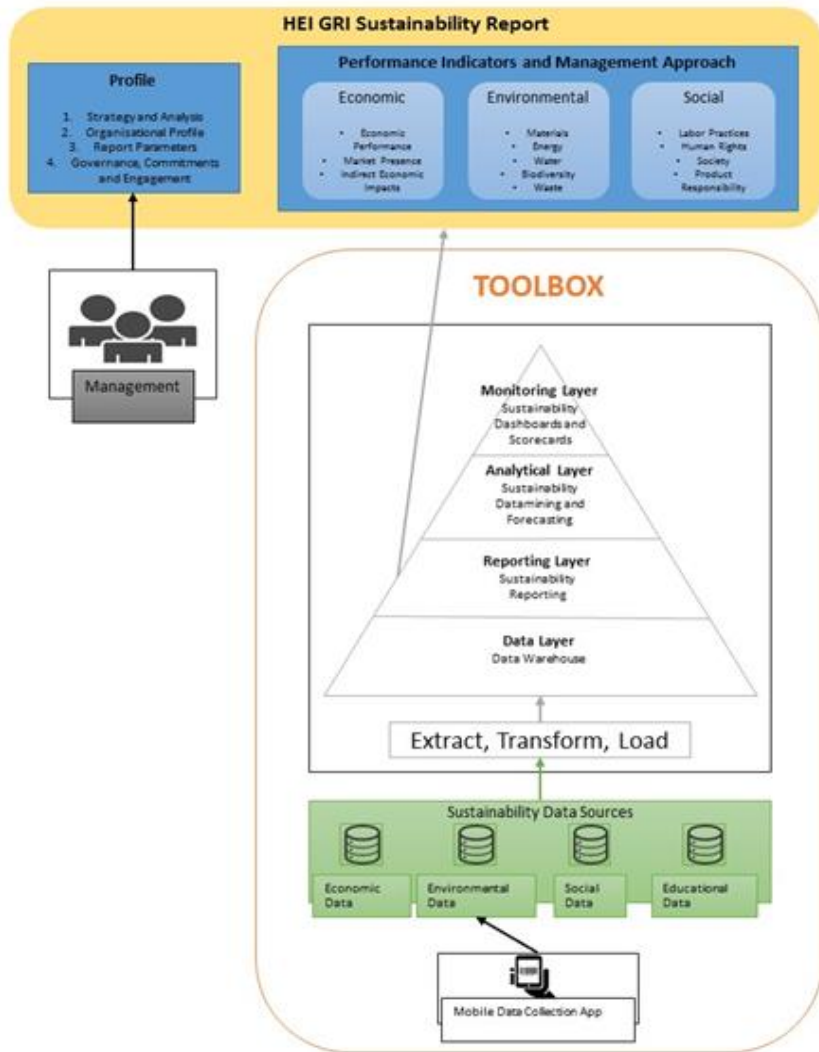 HEI GRI Sustainability Report
Profile
1. Strategy and Analysis
2. Organisational Profile
3. Report Parameters
4. Governance, Commitments
and Engagement
Performance Indicators and Management Approach
Economic
• Economic
Performance
• Market Presence
• Indirect Economic
Impacts
Environmental
• Materials
• Energy
• Water
• Biodiversity
• Waste
Social
• Labor Practices
• Human Rights
• Society
• Product
Responsibility
Management
TOOLBOX
Monitoring Layer
Sustainability
Dashboards and
Scorecards
Analytical Layer
Sustainability
Datamining and
Forecasting
Reporting Layer
Sustainability
Reporting
Data Layer
Data Warehouse
Extract, Transform, Load
Sustainability Data Sources
Economic
Data
Environmental
Data
Social
Data
Educational
Data
Mobile Data Collection App